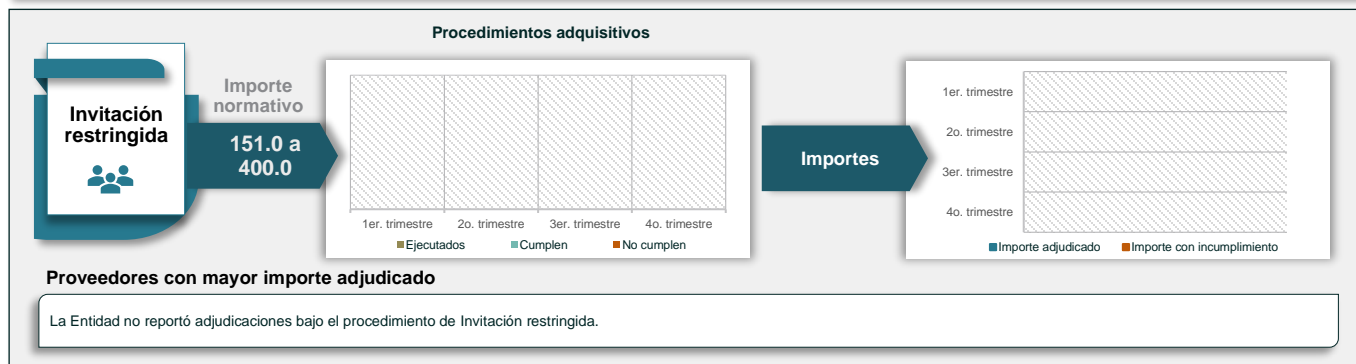 Procedimientos adquisitivos
Invitación
restringida
Importe
normativo
151.0 a
400.0
1er. trimestre
2o. trimestre
3er. trimestre
4o. trimestre
Ejecutados
Cumplen
No cumplen
Importes
1er. trimestre
2o. trimestre
3er. trimestre
4o. trimestre
Importe adjudicado
Importe con incumplimiento
Proveedores con mayor importe adjudicado
La Entidad no reportó adjudicaciones bajo el procedimiento de Invitación restringida.